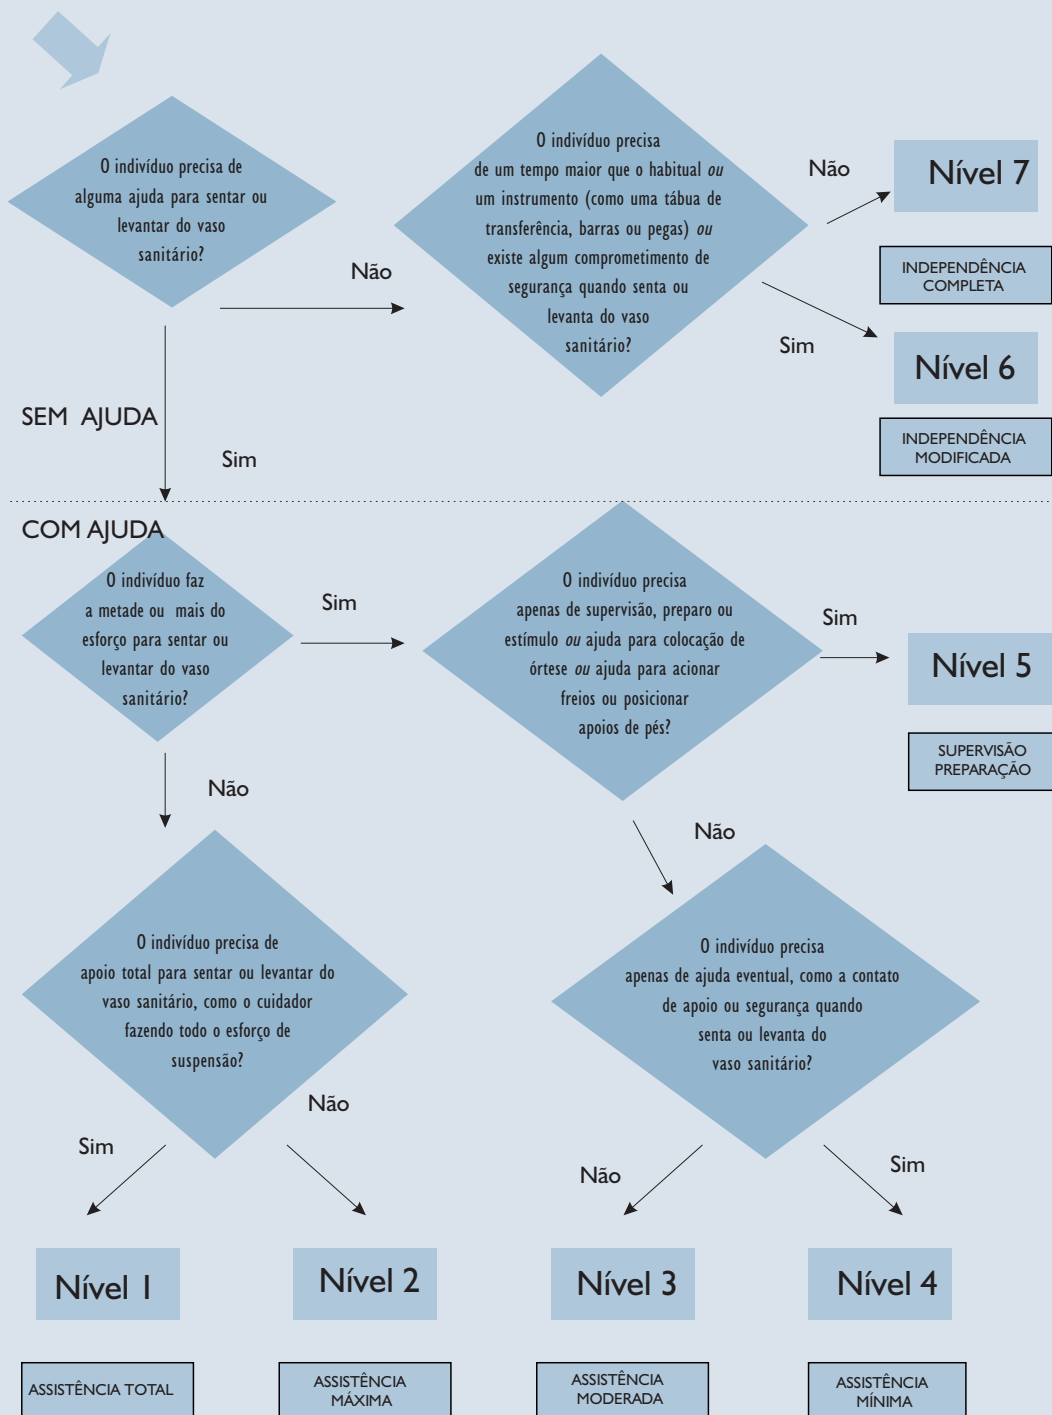 O indivíduo precisa de
alguma ajuda para sentar ou
levantar do vaso
sanitário?
O indivíduo precisa
de um tempo maior que o habitual ou
um instrumento (como uma tábua de
transferência, barras ou pegas) ou
existe algum comprometimento de
segurança quando senta ou
levanta do vaso
sanitário?
Não
Nível 7
INDEPENDÊNCIA
COMPLETA
Não
Sim
Nível 6
INDEPENDÊNCIA
MODIFICADA
SEM AJUDA
Sim
COM AJUDA
O indivíduo faz
a metade ou mais do
esforço para sentar ou
levantar do vaso
sanitário?
Sim
O indivíduo precisa
apenas de supervisão, preparo ou
estímulo ou ajuda para colocação de
órtese ou ajuda para acionar
freios ou posicionar
apoios de pés?
Sim
Nível 5
SUPERVISÃO
PREPARAÇÃO
Não
Não
O indivíduo precisa de
apoio total para sentar ou levantar do
vaso sanitário, como o cuidador
fazendo todo o esforço de
suspensão?
O indivíduo precisa
apenas de ajuda eventual, como a contato
de apoio ou segurança quando
senta ou levanta do
vaso sanitário?
Sim
Não
Não
Sim
Nível 1
Nível 2
Nível 3
Nível 4
ASSISTÊNCIA TOTAL
ASSISTÊNCIA
MÁXIMA
ASSISTÊNCIA
MODERADA
ASSISTÊNCIA
MÍNIMA